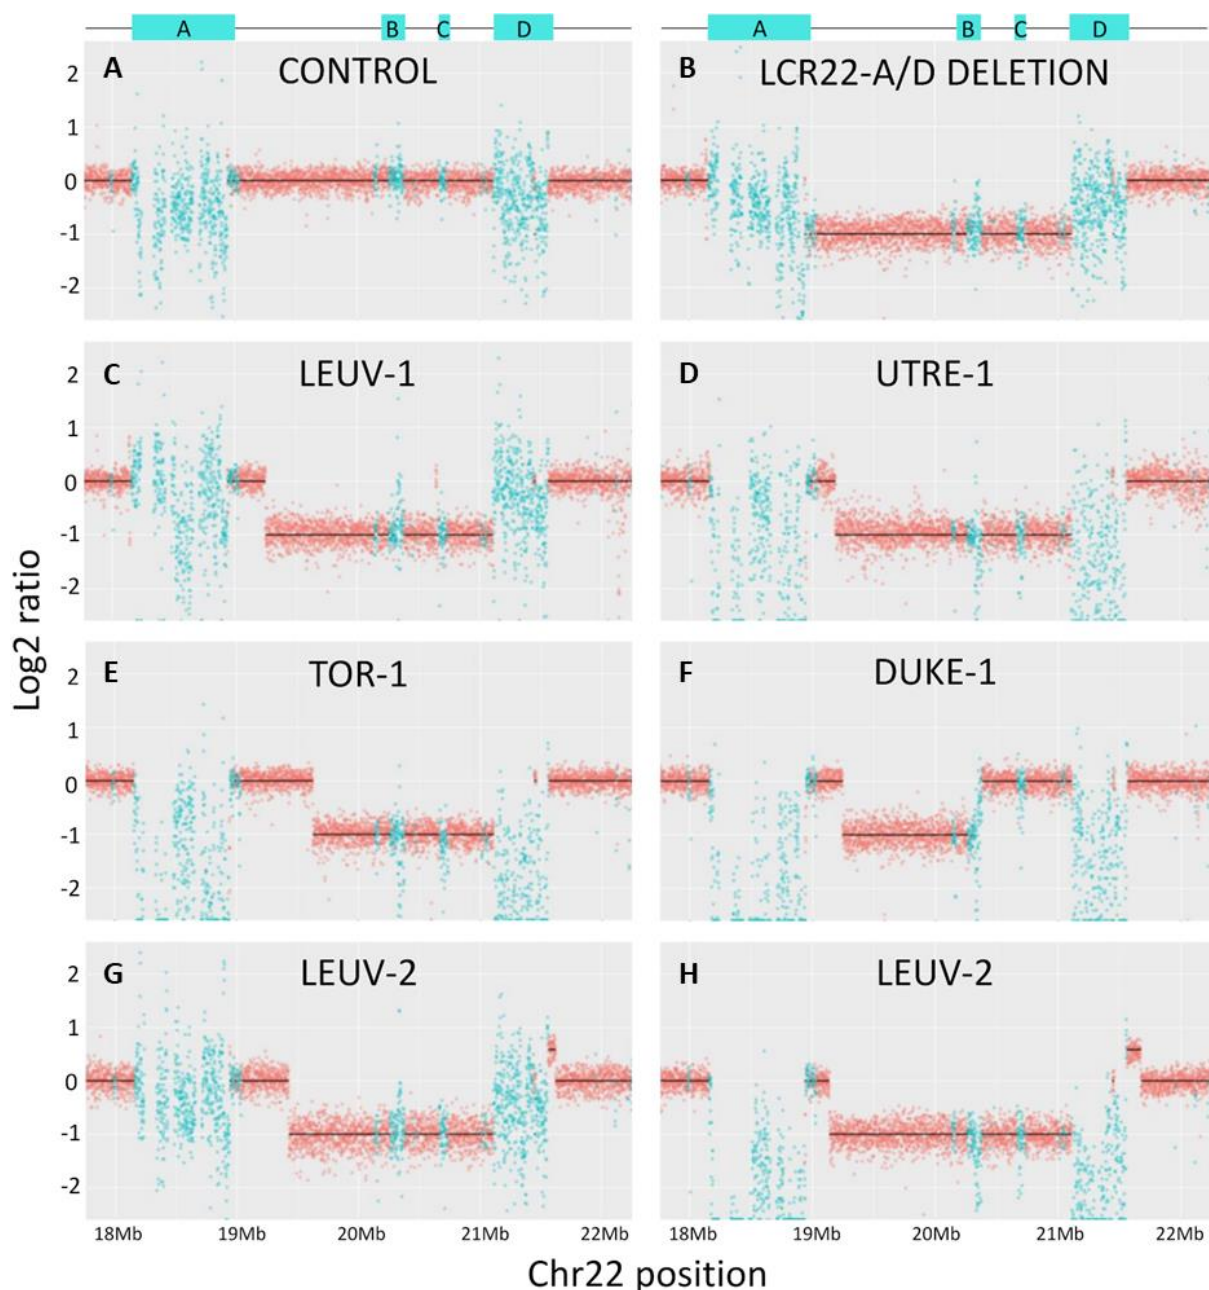 A B C D A B C D
A CONTROL B LCR22-A/D DELETION
2
1
0
-1
-2
C LEUV-1 D UTRE-1
2
1
0
-1
-2
E TOR-1 F DUKE-1
2
1
0
-1
-2
G LEUV-2 H LEUV-2
2
1
0
-1
-2
Log2 ratio
18Mb 19Mb 20Mb 21Mb 22Mb 18Mb 19Mb 20Mb 21Mb 22Mb
Chr22 position